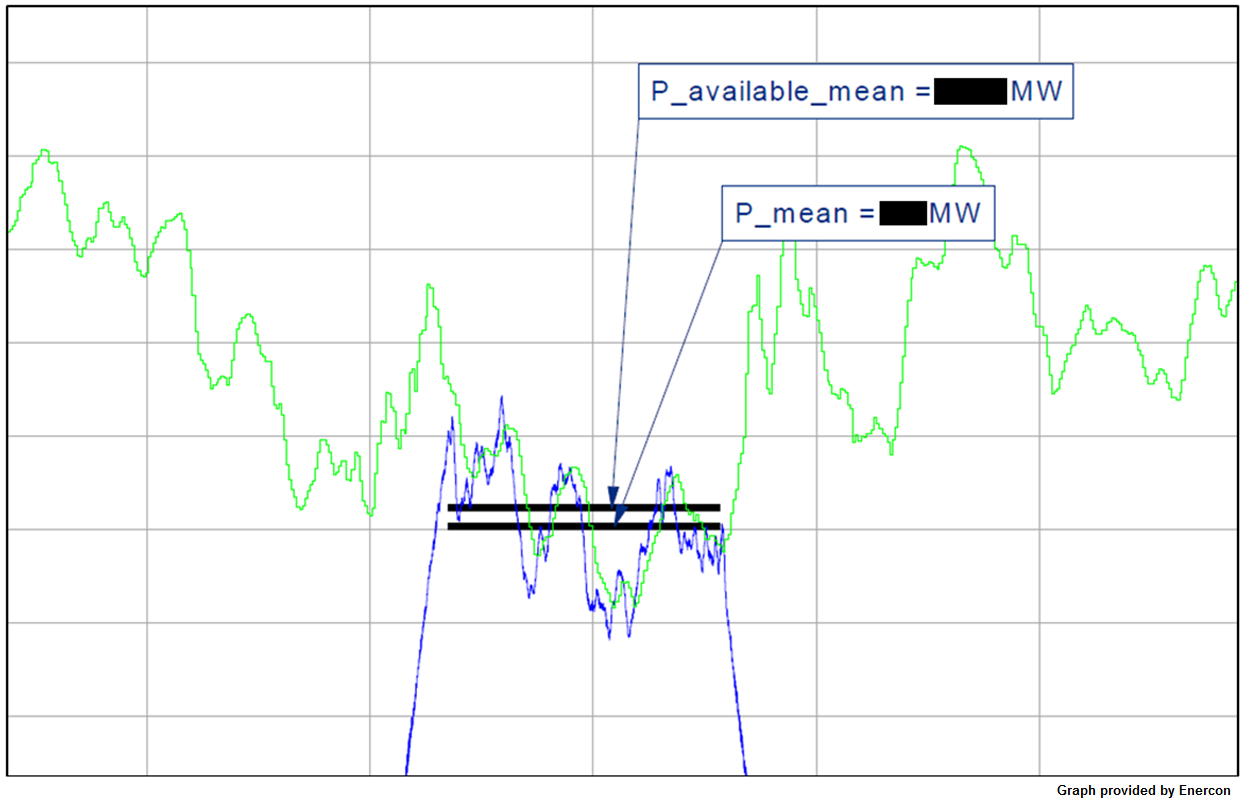 P_available_mean = MW
P_mean = MW
Graph provided by Enercon